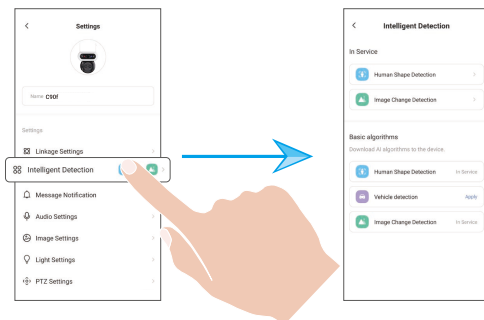 Settings
Name C90f
Settings
Linkage Settings
Intelligent Detection
Message Notification
Audio Settings
Image Settings
Light Settings
PTZ Settings
Intelligent Detection
In Service
Human Shape Detection
Image Change Detection
Basic algorithms
Download AI algorithms to the device.
Human Shape Detection In Service
Vehicle detection Apply
Image Change Detection In Service